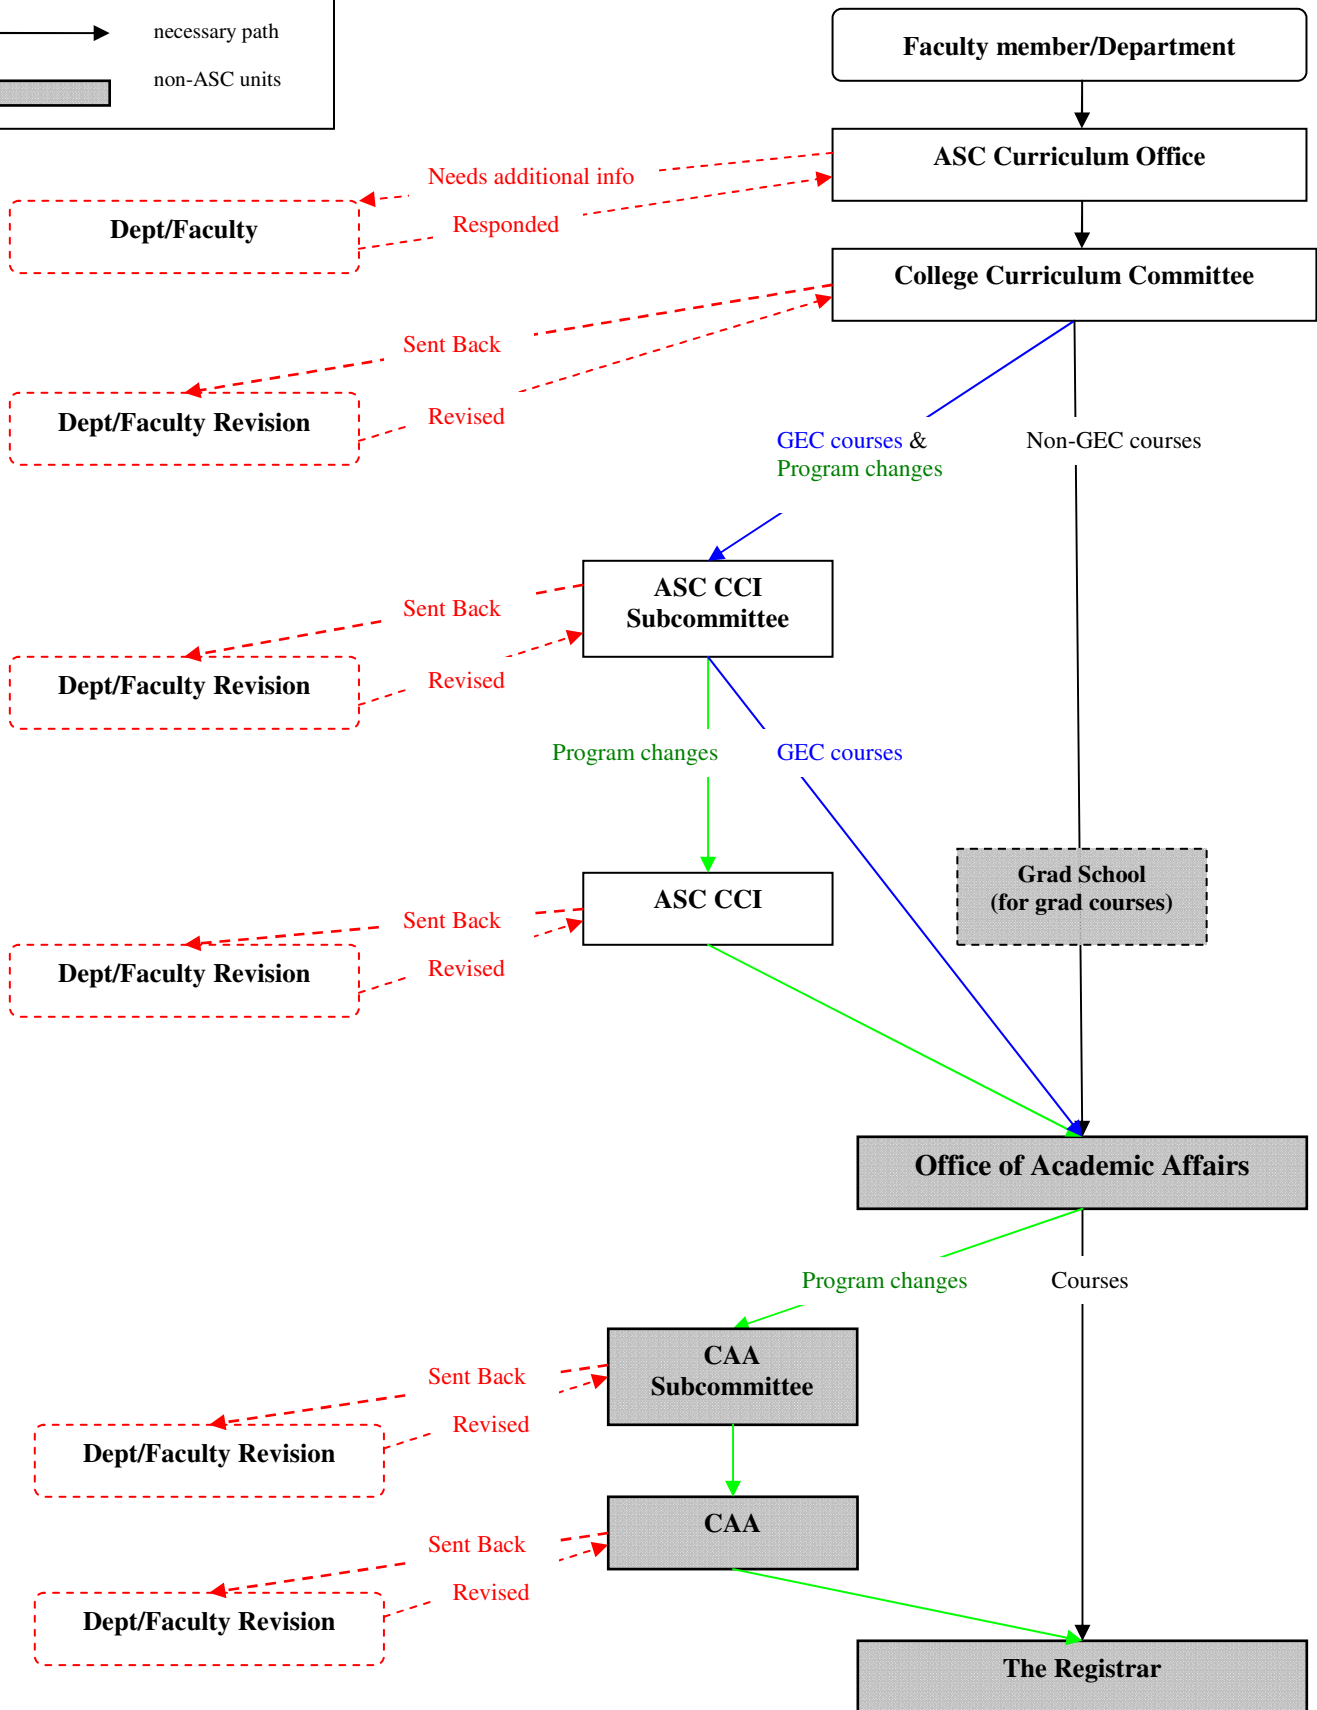 necessary path
non-ASC units
Faculty member/Department
ASC Curriculum Office
Needs additional info
Dept/Faculty
Responded
College Curriculum Committee
Sent Back
Dept/Faculty Revision
Revised
GEC courses &
Program changes
Non-GEC courses
ASC CCI
Subcommittee
Sent Back
Dept/Faculty Revision
Revised
Program changes
GEC courses
Grad School
(for grad courses)
ASC CCI
Sent Back
Dept/Faculty Revision
Revised
Office of Academic Affairs
Program changes
Courses
CAA
Subcommittee
Sent Back
Revised
Dept/Faculty Revision
CAA
Sent Back
Revised
Dept/Faculty Revision
The Registrar